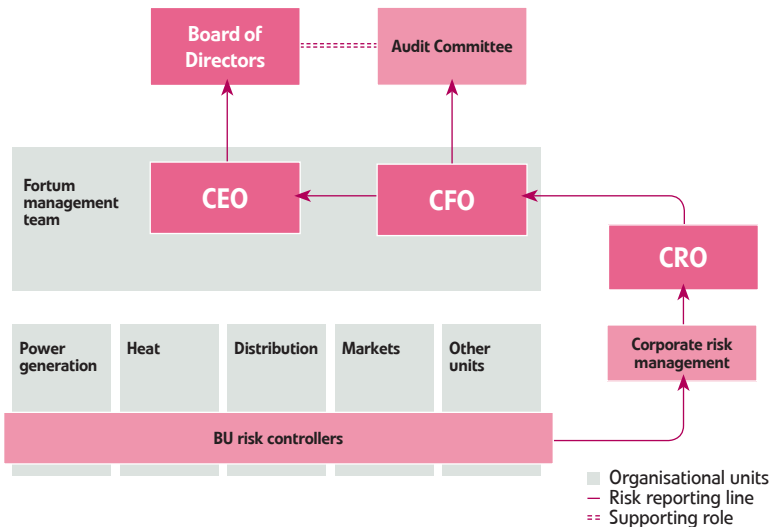 Board of
Directors
Audit Committee
Fortum
management
team
CEO
CFO
CRO
Power
generation
Heat
Distribution
Markets
Other
units
Corporate risk
management
BU risk controllers
Organisational units
Risk reporting line
Supporting role